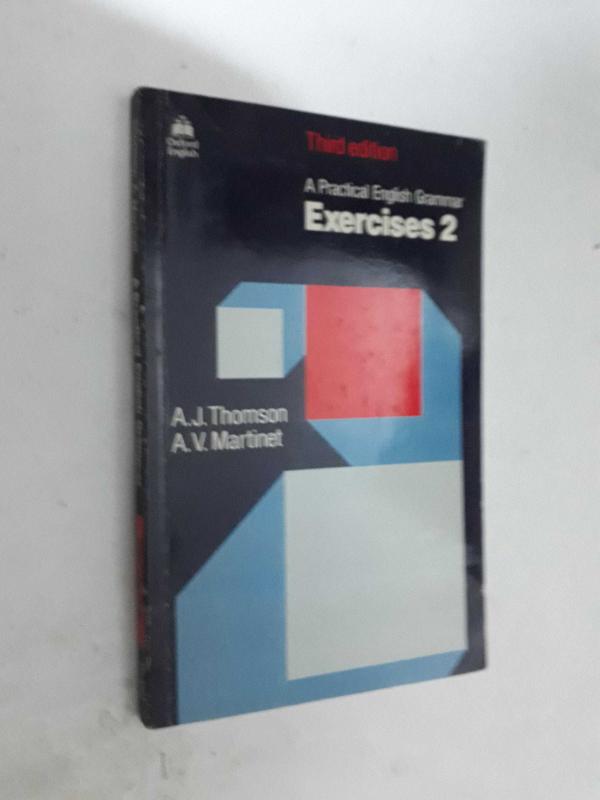 Oxford
English
Third edition
A Practical English Grammar
Exercises 2
A.J. Thomson
A.V. Martinet